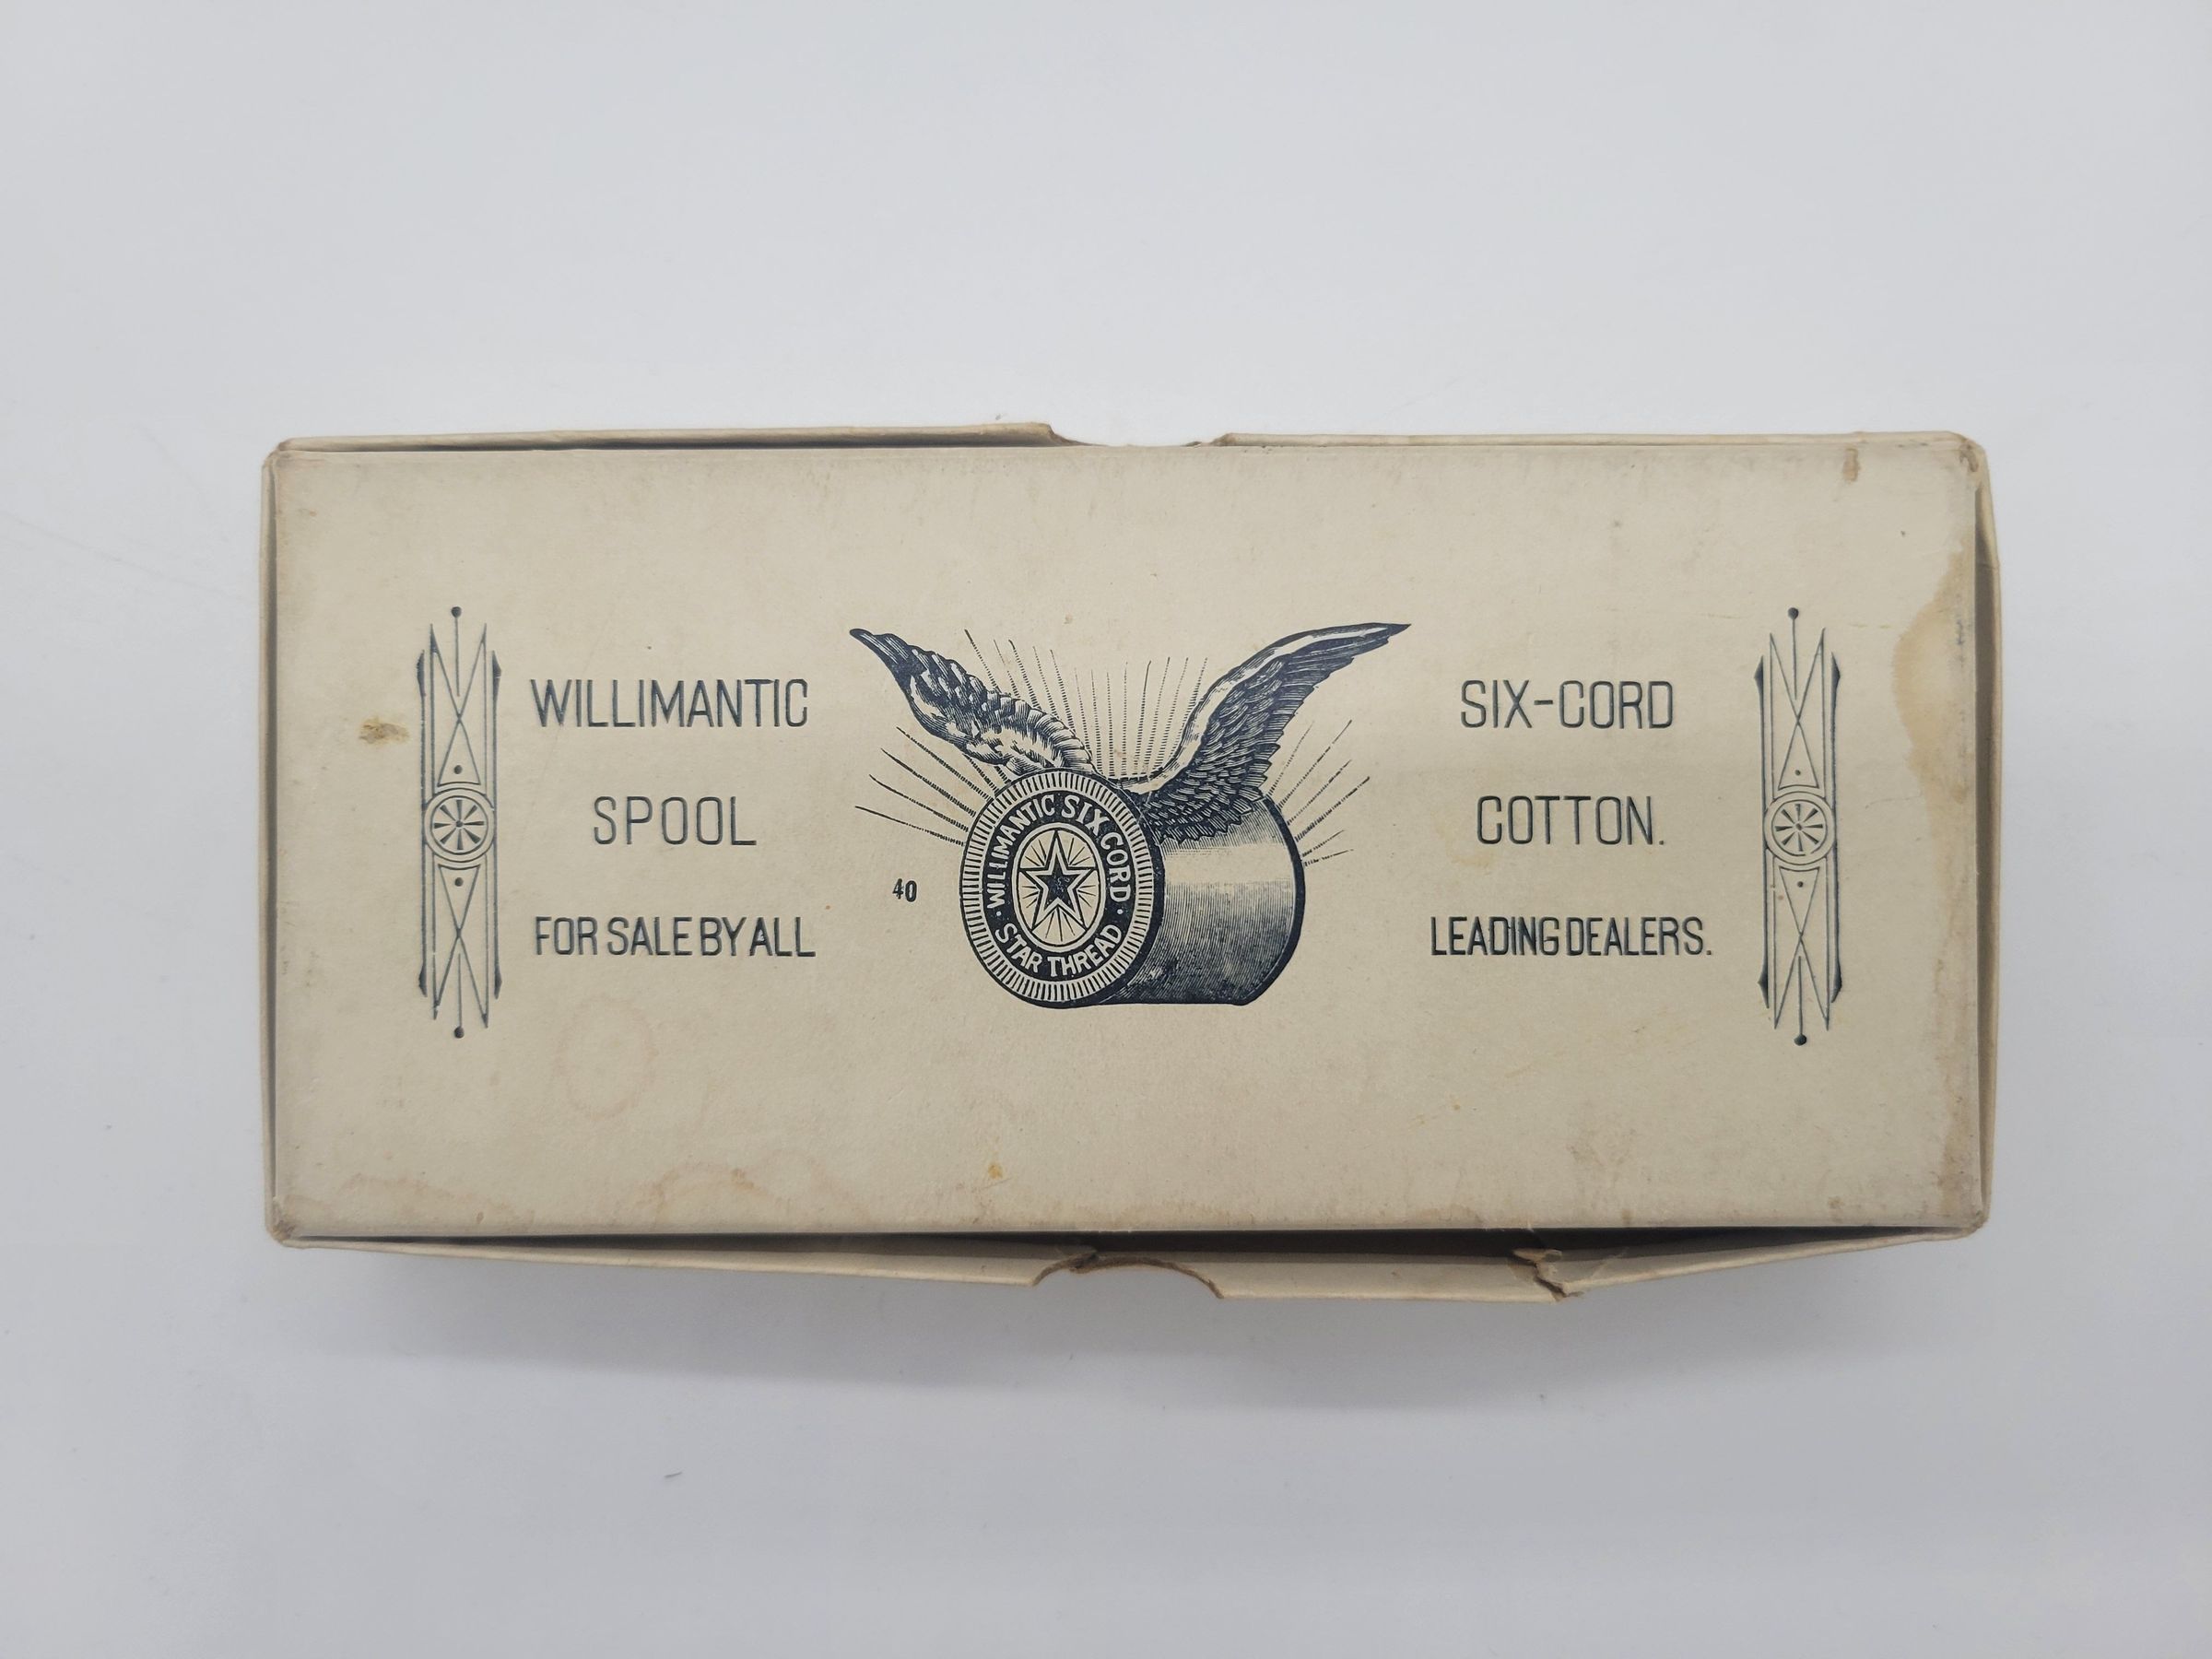 WILLIMANTIC SIX-CORD
SPOOL COTTON.
FOR SALE BY ALL LEADING DEALERS.
40
· WILLIMANTIC SIX CORD ·
STAR THREAD